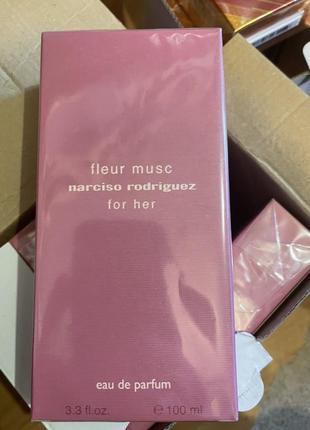 fleur musc
narciso rodriguez
for her
eau de parfum
3.3 fl.oz. ℮ 100 ml